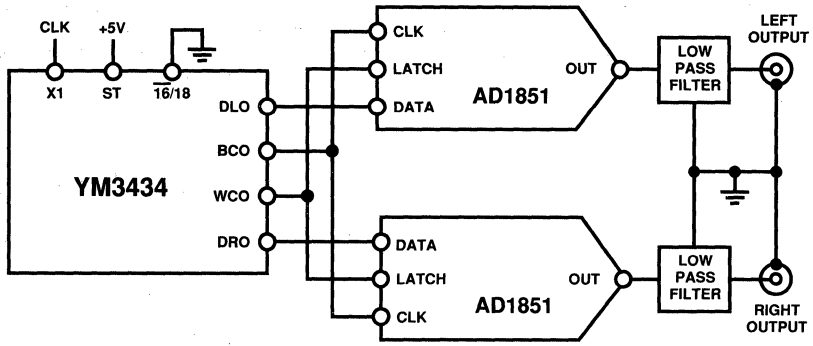 CLK
+5V
X1
ST
16/18
DLO
BCO
WCO
DRO
YM3434
CLK
LATCH
DATA
OUT
AD1851
LOW
PASS
FILTER
LEFT
OUTPUT
DATA
LATCH
CLK
OUT
AD1851
LOW
PASS
FILTER
RIGHT
OUTPUT